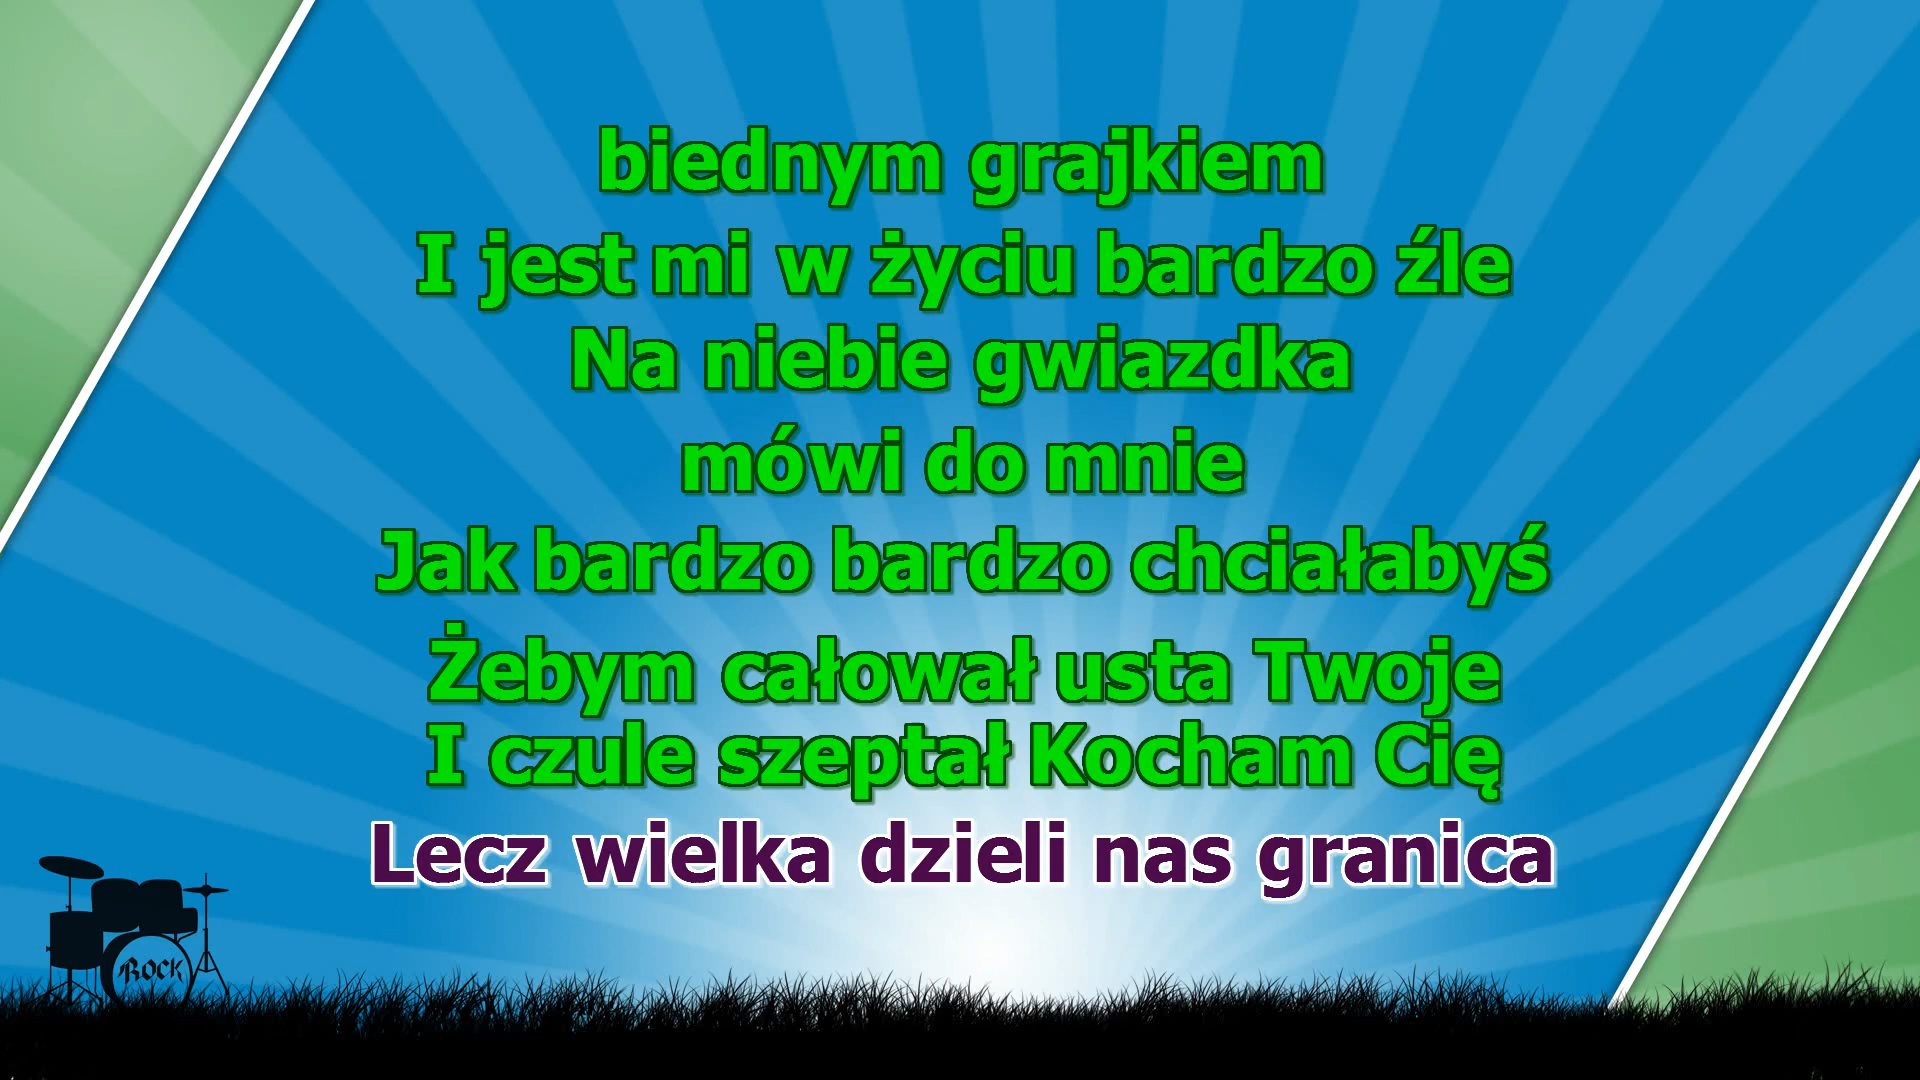 biednym grajkiem
I jest mi w życiu bardzo źle
Na niebie gwiazdka
mówi do mnie
Jak bardzo bardzo chciałabyś
Żebym całował usta Twoje
I czule szeptał Kocham Cię
Lecz wielka dzieli nas granica
ROCK